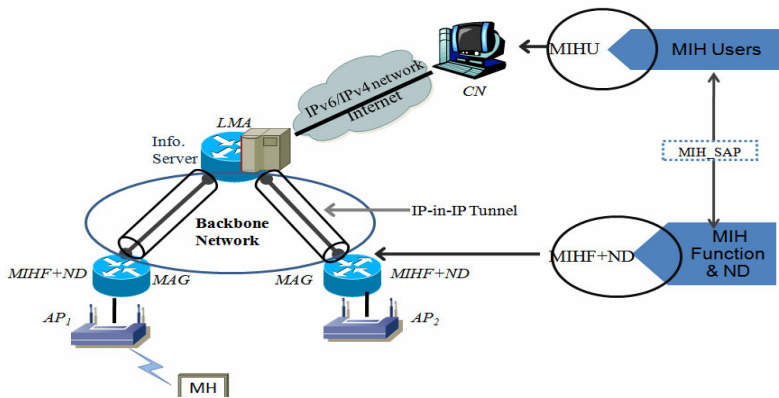 MIHU
MIH Users
CN
IPv6/IPv4 network
Internet
LMA
Info.
Server
MIH_SAP
IP-in-IP Tunnel
Backbone
Network
MIH
Function
& ND
MIHF+ND
MIHF+ND
MAG
MAG
MIHF+ND
AP1
AP2
MH